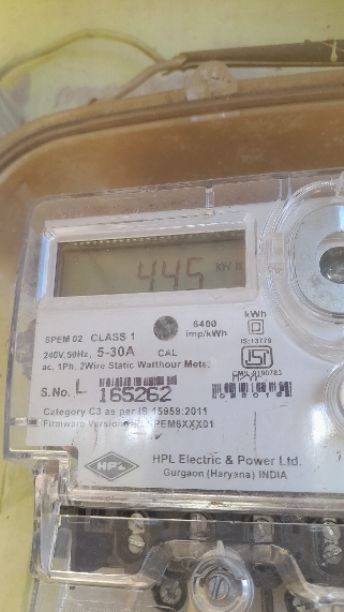 445 kWh
SPEM 02 CLASS 1
240V, 50Hz, 5-30A CAL
ac, 1Ph, 2Wire Static Watthour Meter
6400
imp/kWh
kWh
IS:13779
S.No. L 165262
Category C3 as per IS 15959:2011
Firmware Version
HPL
HPL Electric & Power Ltd.
Gurgaon (Haryana) INDIA